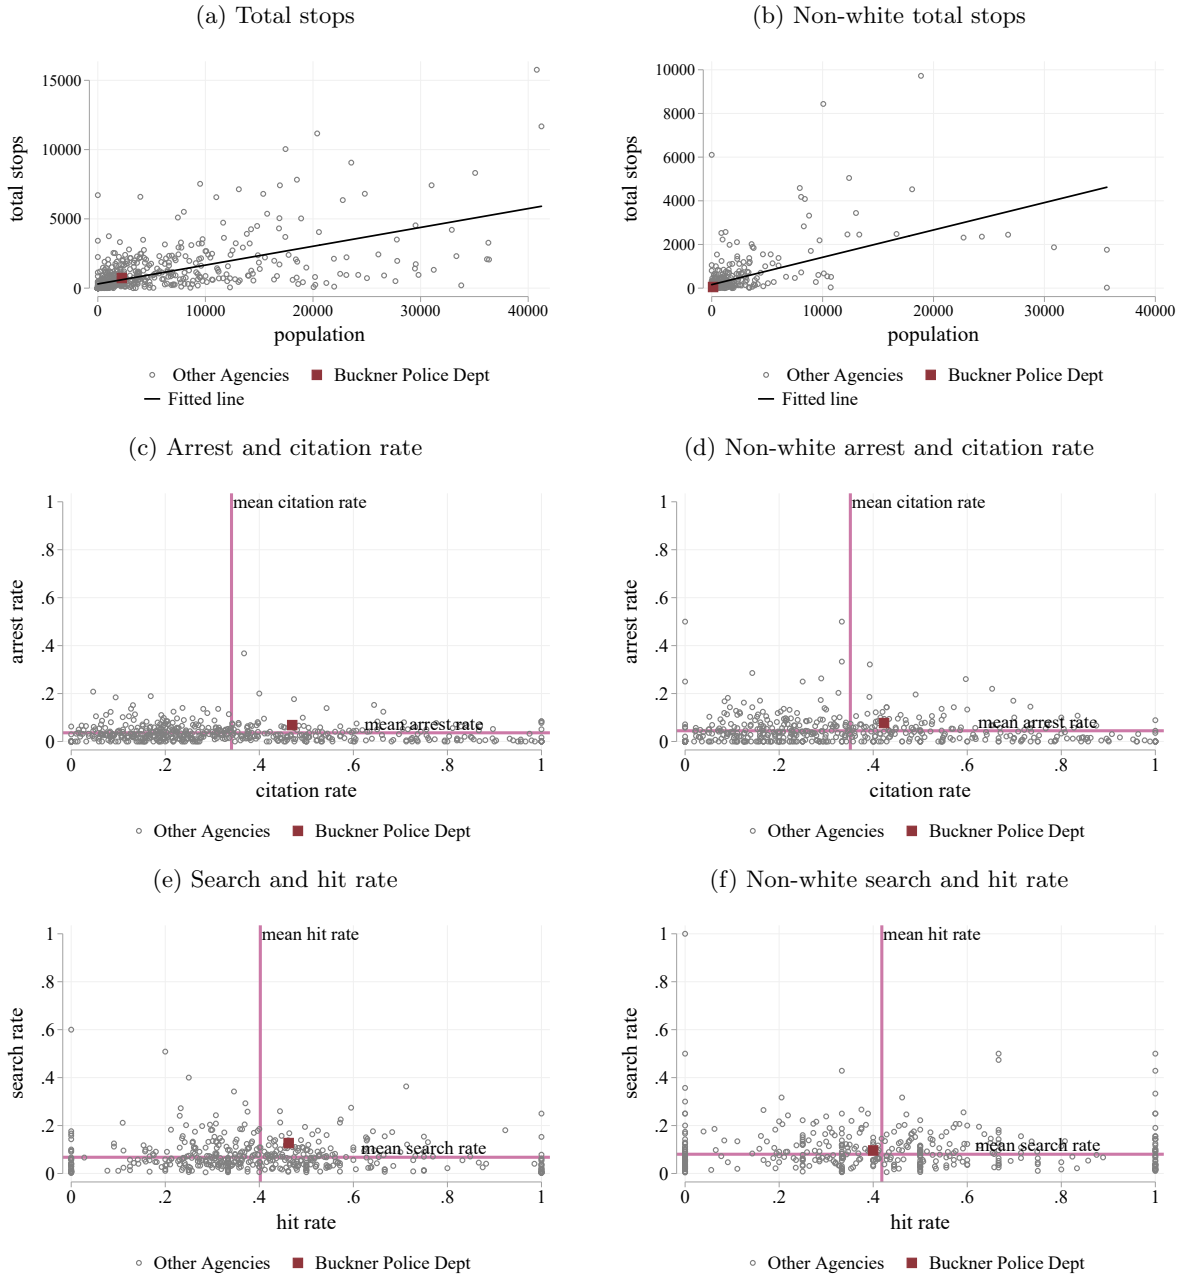 (a) Total stops
(b) Non-white total stops
15000
10000
5000
0
total stops
0
10000
20000
30000
40000
population
Other Agencies
Buckner Police Dept
Fitted line
10000
8000
6000
4000
2000
0
total stops
0
10000
20000
30000
40000
population
Other Agencies
Buckner Police Dept
Fitted line
(c) Arrest and citation rate
(d) Non-white arrest and citation rate
mean citation rate
1
.8
.6
.4
.2
0
arrest rate
mean arrest rate
0
.2
.4
.6
.8
1
citation rate
Other Agencies
Buckner Police Dept
mean citation rate
1
.8
.6
.4
.2
0
arrest rate
mean arrest rate
0
.2
.4
.6
.8
1
citation rate
Other Agencies
Buckner Police Dept
(e) Search and hit rate
(f) Non-white search and hit rate
mean hit rate
1
.8
.6
.4
.2
0
search rate
mean search rate
0
.2
.4
.6
.8
1
hit rate
Other Agencies
Buckner Police Dept
mean hit rate
1
.8
.6
.4
.2
0
search rate
mean search rate
0
.2
.4
.6
.8
1
hit rate
Other Agencies
Buckner Police Dept